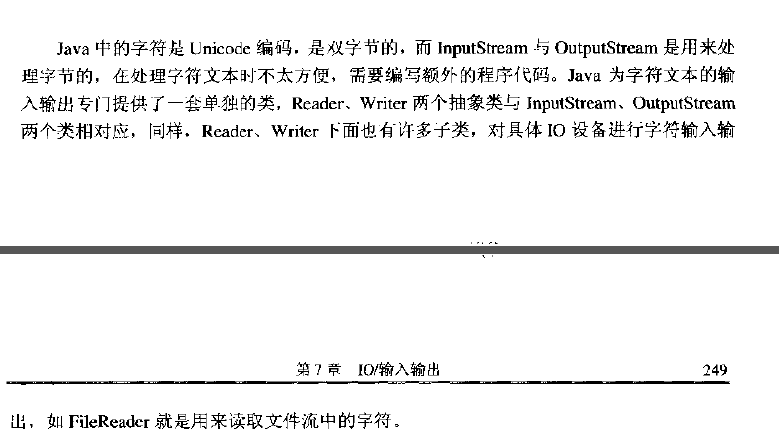 Java 中的字符是 Unicode 编码，是双字节的，而 InputStream 与 OutputStream 是用来处
理字节的，在处理字符文本时不太方便，需要编写额外的程序代码。Java 为字符文本的输
入输出专门提供了一套单独的类，Reader、Writer 两个抽象类与 InputStream、OutputStream
两个类相对应，同样，Reader、Writer 下面也有许多子类，对具体 IO 设备进行字符输入输
第 7 章 IO/输入输出 249
出，如 FileReader 就是用来读取文件流中的字符。